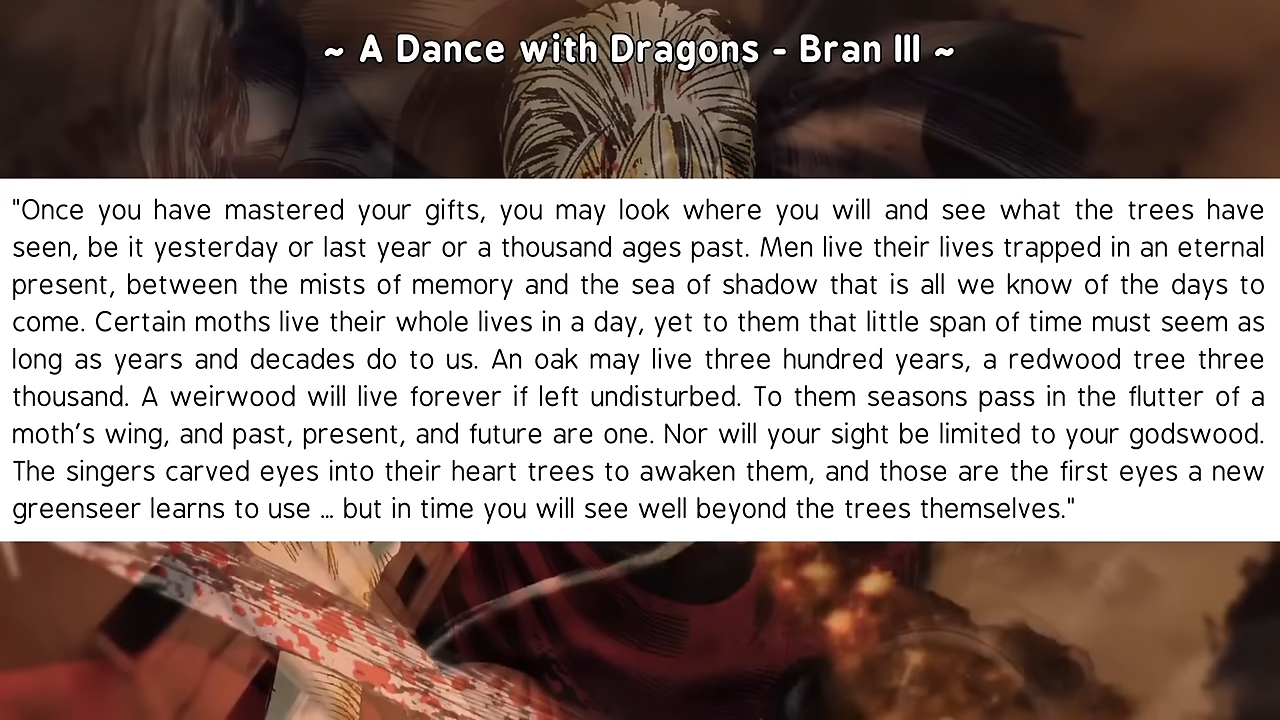 ~ A Dance with Dragons - Bran III ~
"Once you have mastered your gifts, you may look where you will and see what the trees have
seen, be it yesterday or last year or a thousand ages past. Men live their lives trapped in an eternal
present, between the mists of memory and the sea of shadow that is all we know of the days to
come. Certain moths live their whole lives in a day, yet to them that little span of time must seem as
long as years and decades do to us. An oak may live three hundred years, a redwood tree three
thousand. A weirwood will live forever if left undisturbed. To them seasons pass in the flutter of a
moth’s wing, and past, present, and future are one. Nor will your sight be limited to your godswood.
The singers carved eyes into their heart trees to awaken them, and those are the first eyes a new
greenseer learns to use … but in time you will see well beyond the trees themselves."